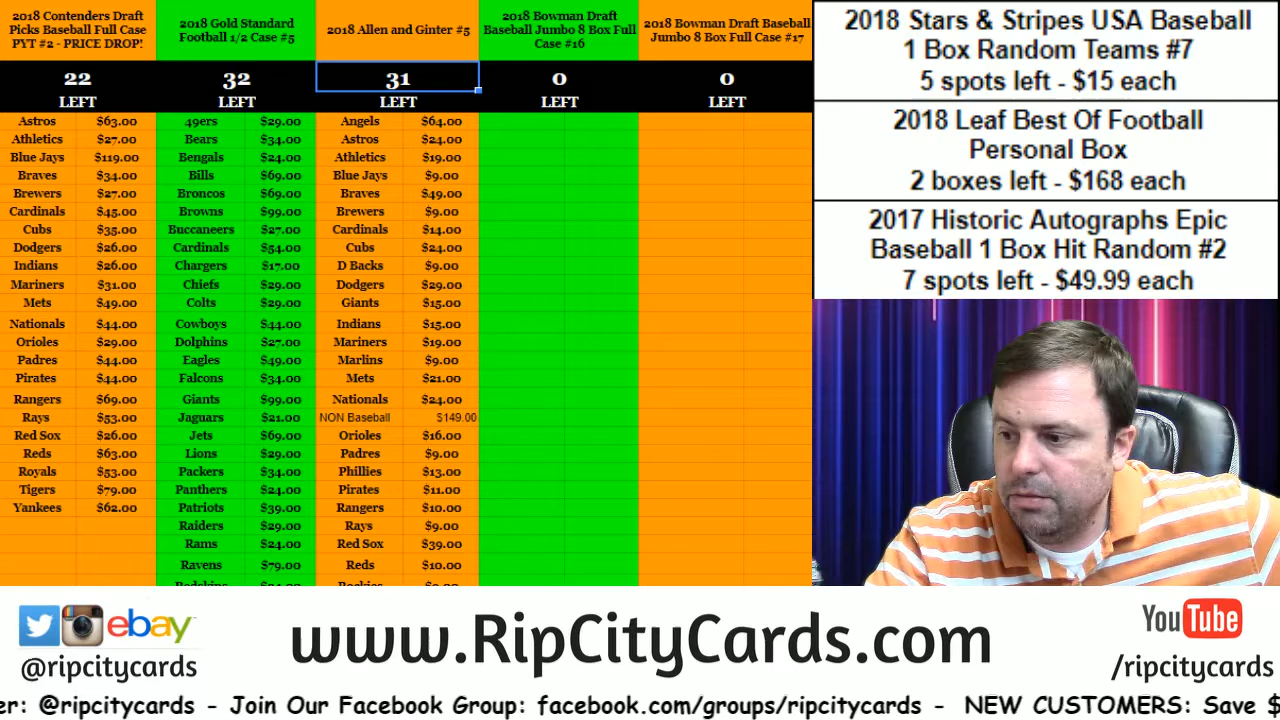 2018 Contenders Draft
Picks Baseball Full Case
PYT #2 - PRICE DROP!
22
LEFT
Astros $63.00
Athletics $27.00
Blue Jays $119.00
Braves $34.00
Brewers $27.00
Cardinals $45.00
Cubs $35.00
Dodgers $26.00
Indians $26.00
Mariners $31.00
Mets $49.00
Nationals $44.00
Orioles $29.00
Padres $44.00
Pirates $44.00
Rangers $69.00
Rays $53.00
Red Sox $26.00
Reds $63.00
Royals $53.00
Tigers $79.00
Yankees $62.00
2018 Gold Standard
Football 1/2 Case #5
32
LEFT
49ers $29.00
Bears $34.00
Bengals $24.00
Bills $69.00
Broncos $69.00
Browns $99.00
Buccaneers $27.00
Cardinals $54.00
Chargers $17.00
Chiefs $29.00
Colts $29.00
Cowboys $44.00
Dolphins $27.00
Eagles $49.00
Falcons $34.00
Giants $99.00
Jaguars $21.00
Jets $69.00
Lions $29.00
Packers $34.00
Panthers $24.00
Patriots $39.00
Raiders $29.00
Rams $24.00
Ravens $79.00
2018 Allen and Ginter #5
31
LEFT
Angels $64.00
Astros $24.00
Athletics $19.00
Blue Jays $9.00
Braves $49.00
Brewers $9.00
Cardinals $14.00
Cubs $24.00
D Backs $9.00
Dodgers $29.00
Giants $15.00
Indians $15.00
Mariners $19.00
Marlins $9.00
Mets $21.00
Nationals $24.00
NON Baseball $149.00
Orioles $16.00
Padres $9.00
Phillies $13.00
Pirates $11.00
Rangers $10.00
Rays $9.00
Red Sox $39.00
Reds $10.00
2018 Bowman Draft
Baseball Jumbo 8 Box Full
Case #16
0
LEFT
2018 Bowman Draft Baseball
Jumbo 8 Box Full Case #17
0
LEFT
2018 Stars & Stripes USA Baseball
1 Box Random Teams #7
5 spots left - $15 each
2018 Leaf Best Of Football
Personal Box
2 boxes left - $168 each
2017 Historic Autographs Epic
Baseball 1 Box Hit Random #2
7 spots left - $49.99 each
ebay
@ripcitycards
www.RipCityCards.com
YouTube
/ripcitycards
er: @ripcitycards - Join Our Facebook Group: facebook.com/groups/ripcitycards - NEW CUSTOMERS: Save $